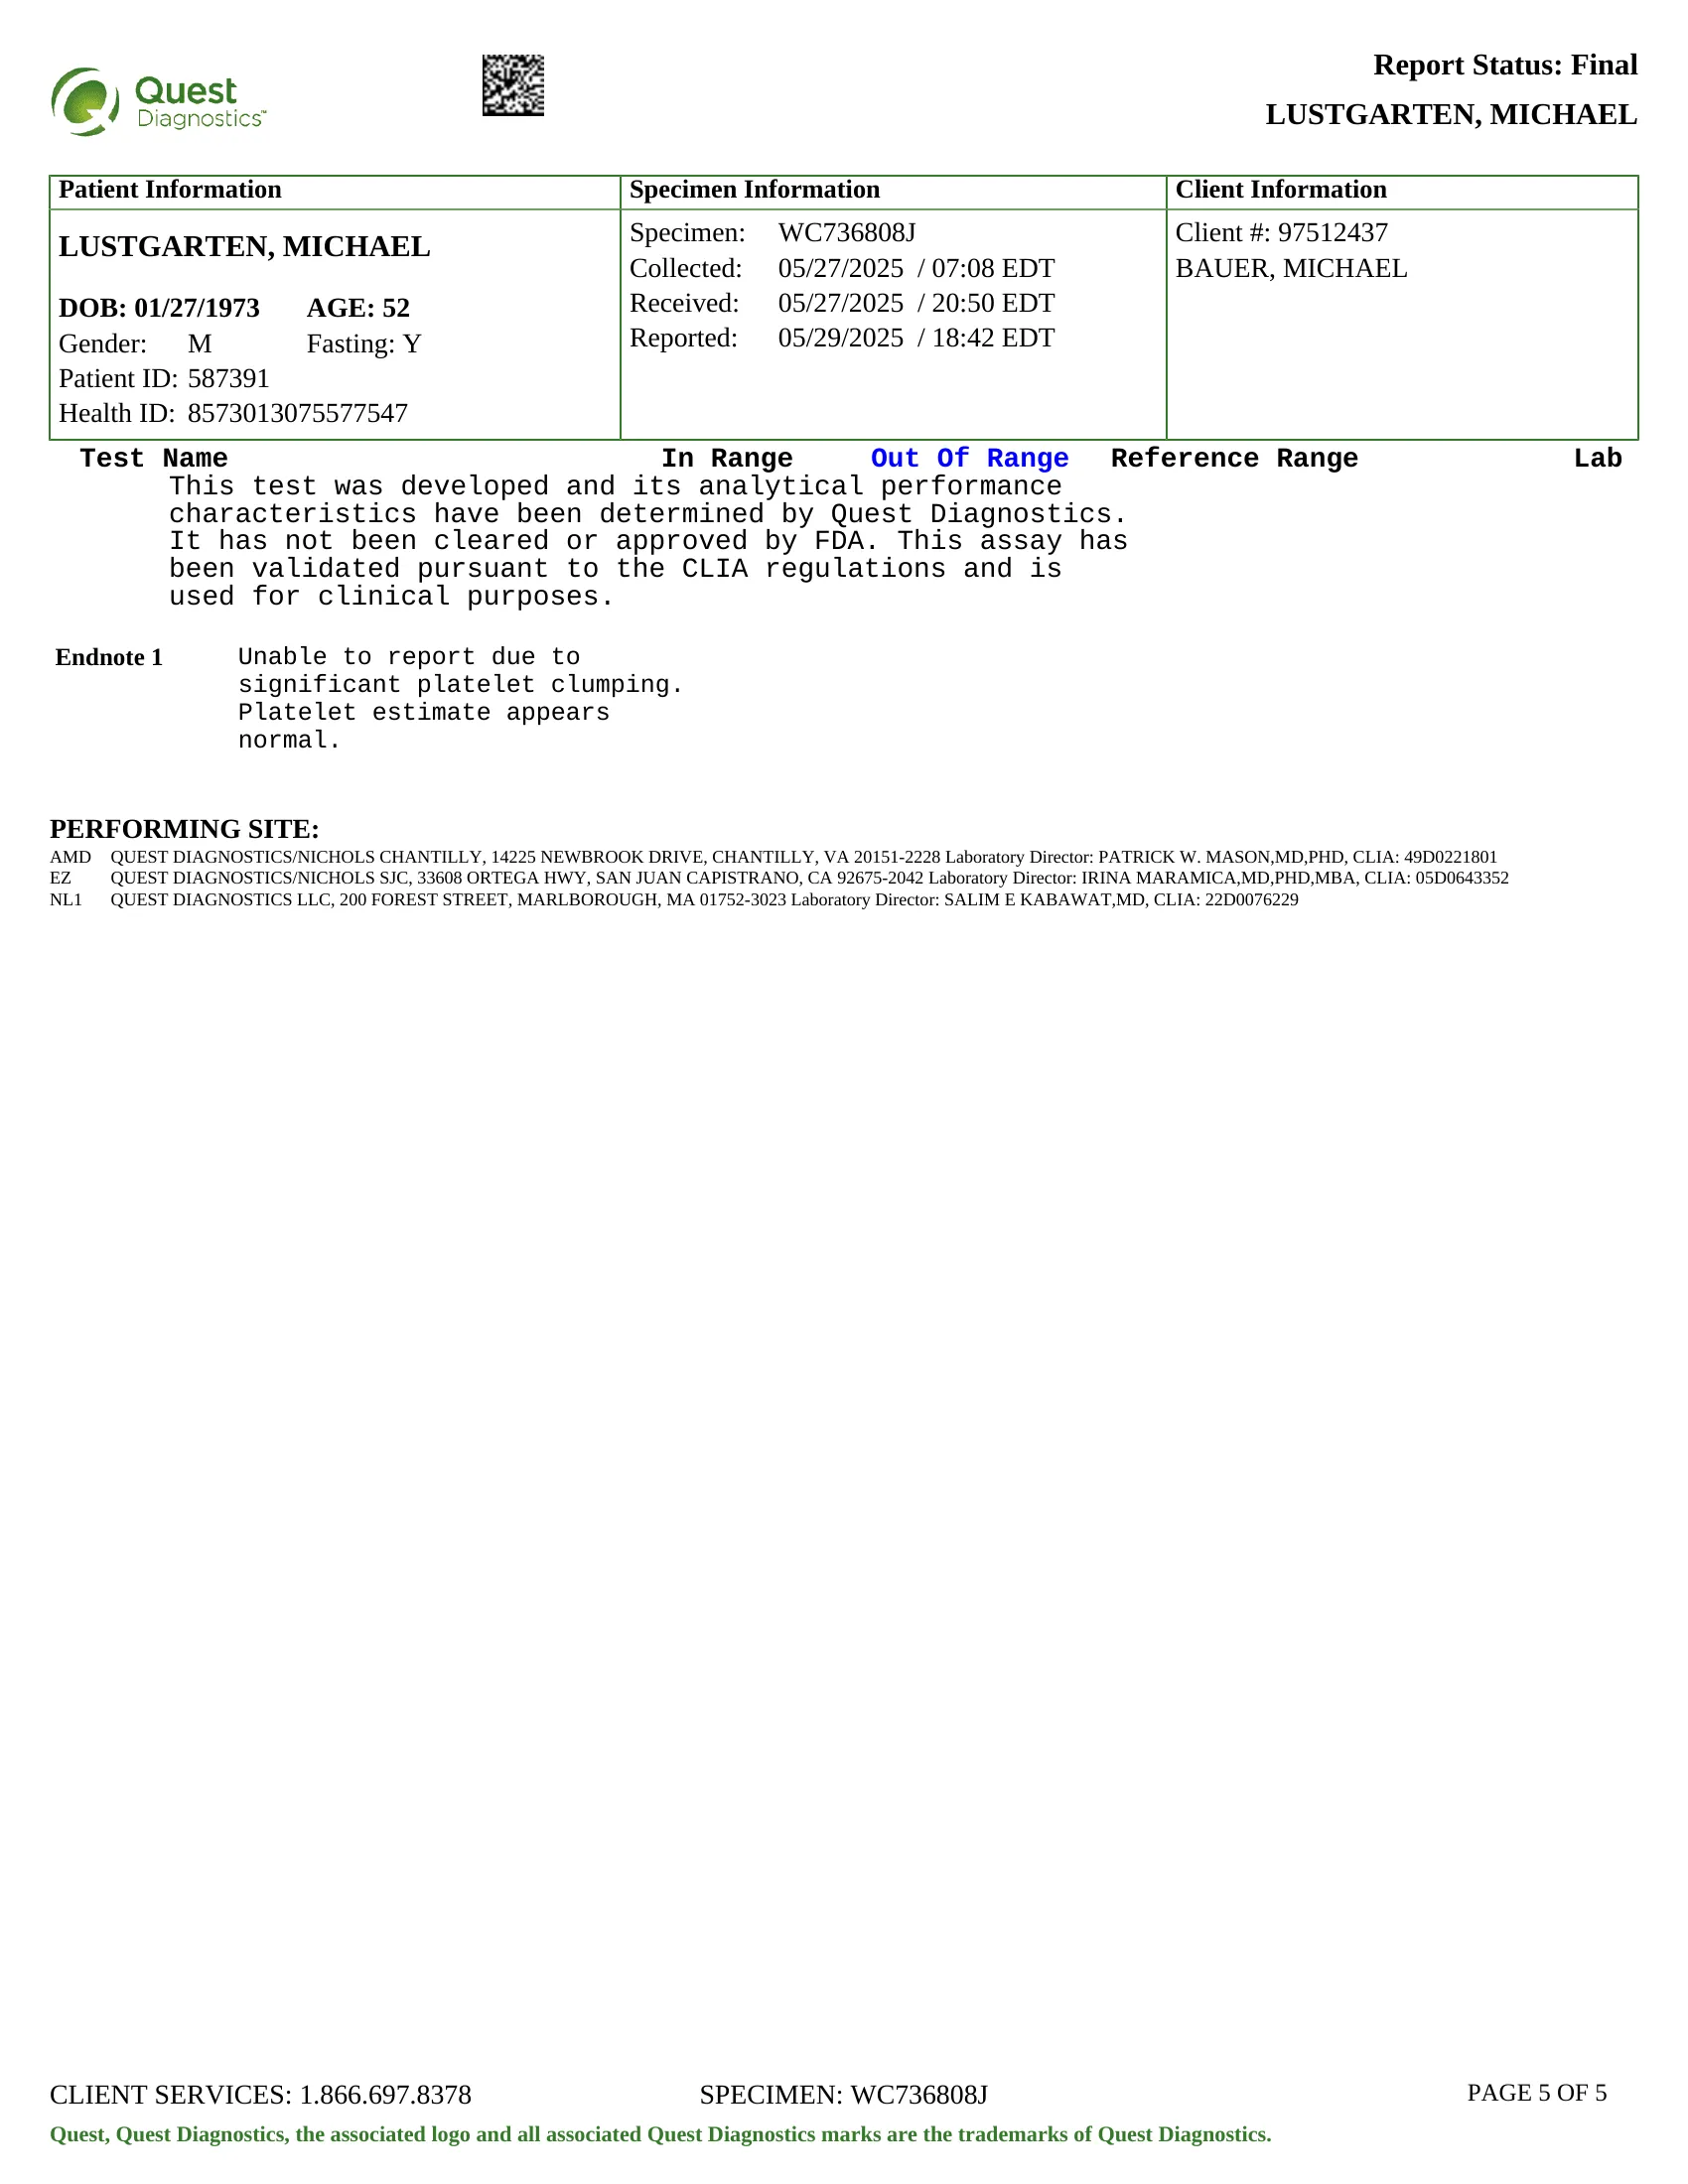 Quest Diagnostics™
Report Status: Final
LUSTGARTEN, MICHAEL
Patient Information
LUSTGARTEN, MICHAEL
DOB: 01/27/1973 AGE: 52
Gender: M Fasting: Y
Patient ID: 587391
Health ID: 8573013075577547
Specimen Information
Specimen: WC736808J
Collected: 05/27/2025 / 07:08 EDT
Received: 05/27/2025 / 20:50 EDT
Reported: 05/29/2025 / 18:42 EDT
Client Information
Client #: 97512437
BAUER, MICHAEL
Test Name In Range Out Of Range Reference Range Lab
This test was developed and its analytical performance
characteristics have been determined by Quest Diagnostics.
It has not been cleared or approved by FDA. This assay has
been validated pursuant to the CLIA regulations and is
used for clinical purposes.
Endnote 1 Unable to report due to
significant platelet clumping.
Platelet estimate appears
normal.
PERFORMING SITE:
AMD QUEST DIAGNOSTICS/NICHOLS CHANTILLY, 14225 NEWBROOK DRIVE, CHANTILLY, VA 20151-2228 Laboratory Director: PATRICK W. MASON,MD,PHD, CLIA: 49D0221801
EZ QUEST DIAGNOSTICS/NICHOLS SJC, 33608 ORTEGA HWY, SAN JUAN CAPISTRANO, CA 92675-2042 Laboratory Director: IRINA MARAMICA,MD,PHD,MBA, CLIA: 05D0643352
NL1 QUEST DIAGNOSTICS LLC, 200 FOREST STREET, MARLBOROUGH, MA 01752-3023 Laboratory Director: SALIM E KABAWAT,MD, CLIA: 22D0076229
CLIENT SERVICES: 1.866.697.8378 SPECIMEN: WC736808J PAGE 5 OF 5
Quest, Quest Diagnostics, the associated logo and all associated Quest Diagnostics marks are the trademarks of Quest Diagnostics.